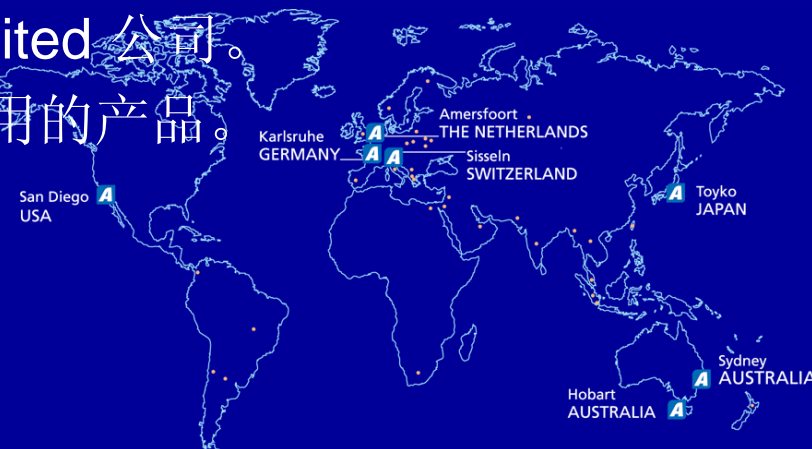 ited 公司。
用的产品。
Amersfoort
THE NETHERLANDS
Karlsruhe
GERMANY
Sisseln
SWITZERLAND
San Diego
USA
Toyko
JAPAN
Sydney
AUSTRALIA
Hobart
AUSTRALIA
A
A
A
A
A
A
A